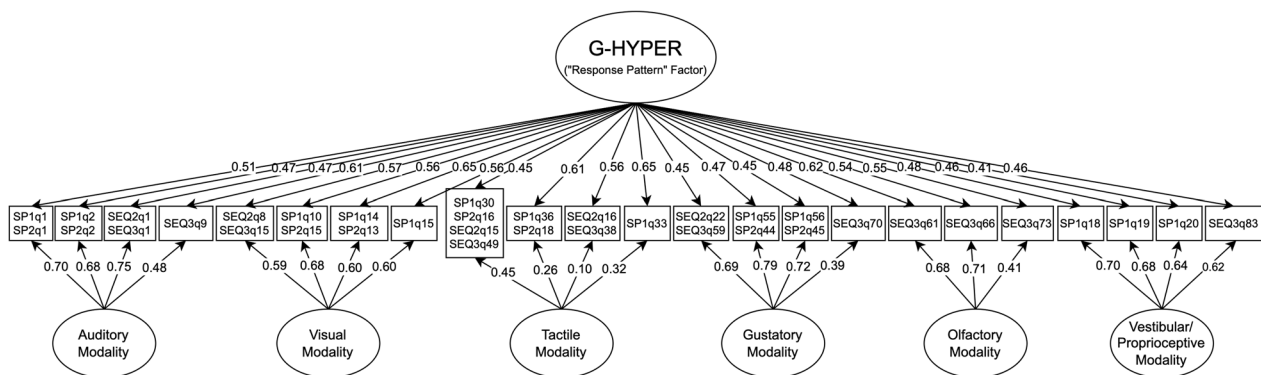 G-HYPER
("Response Pattern" Factor)
0.51
0.47
0.47
0.61
0.57
0.56
0.65
0.56
0.45
0.61
0.56
0.65
0.45
0.47
0.45
0.48
0.62
0.54
0.55
0.48
0.46
0.41
0.46
SP1q1
SP2q1
SP1q2
SP2q2
SEQ2q1
SEQ3q1
SEQ3q9
SEQ2q8
SEQ3q15
SP1q10
SP2q15
SP1q14
SP2q13
SP1q15
SP1q30
SP2q16
SEQ2q15
SEQ3q49
SP1q36
SP2q18
SEQ2q16
SEQ3q38
SP1q33
SEQ2q22
SEQ3q59
SP1q55
SP2q44
SP1q56
SP2q45
SEQ3q70
SEQ3q61
SEQ3q66
SEQ3q73
SP1q18
SP1q19
SP1q20
SEQ3q83
0.70
0.68
0.75
0.48
0.59
0.68
0.60
0.60
0.45
0.26
0.10
0.32
0.69
0.79
0.72
0.39
0.68
0.71
0.41
0.70
0.68
0.64
0.62
Auditory
Modality
Visual
Modality
Tactile
Modality
Gustatory
Modality
Olfactory
Modality
Vestibular/
Proprioceptive
Modality